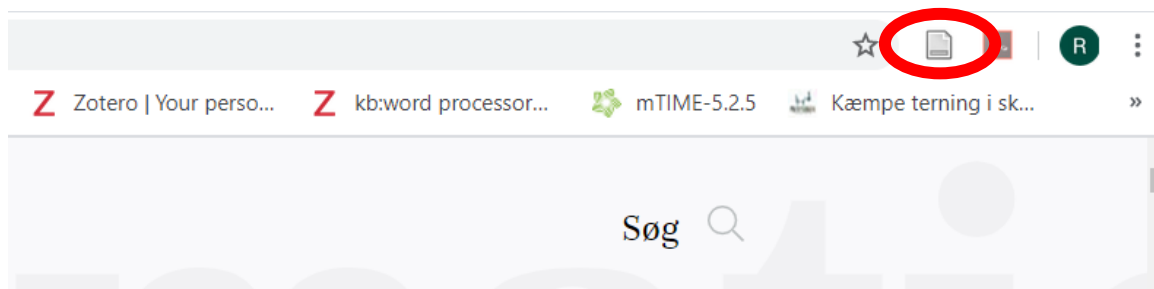 R
Z Zotero | Your perso... Z kb:word processor... mTIME-5.2.5 Kæmpe terning i sk... »
Søg